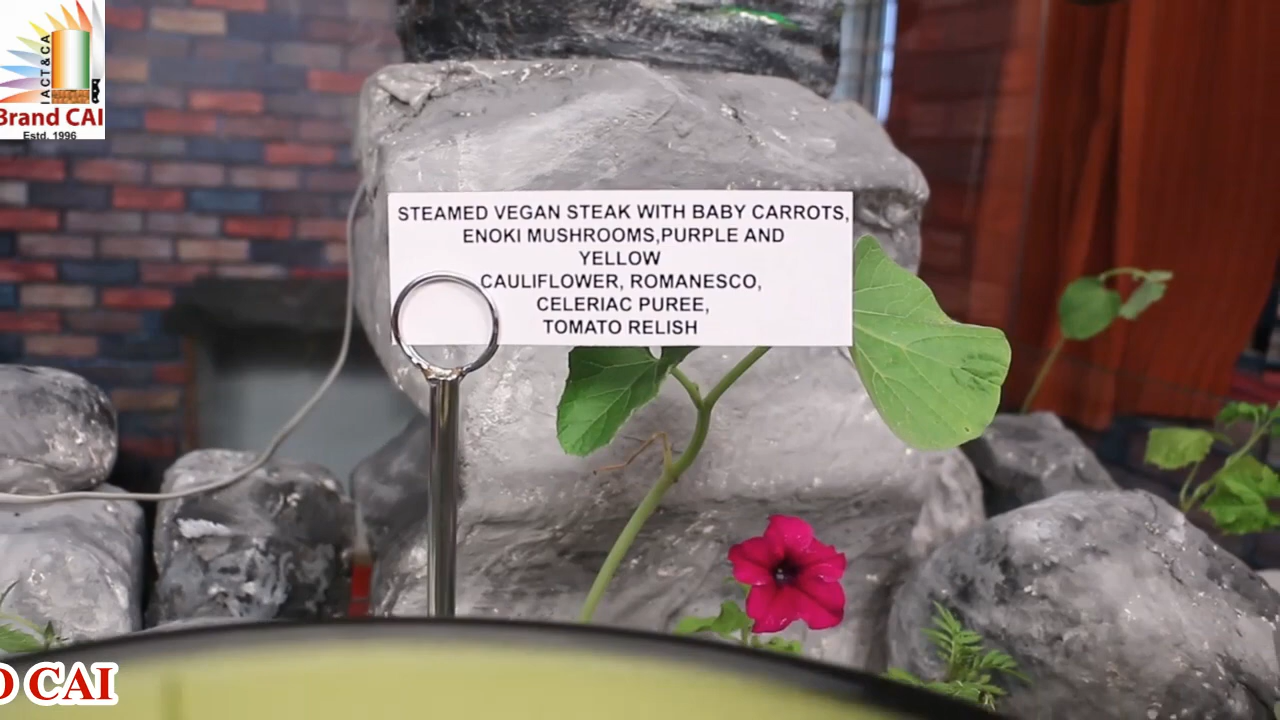 IACT&CA
Brand CAI
Estd. 1996
STEAMED VEGAN STEAK WITH BABY CARROTS,
ENOKI MUSHROOMS,PURPLE AND
YELLOW
CAULIFLOWER, ROMANESCO,
CELERIAC PUREE,
TOMATO RELISH
CAI